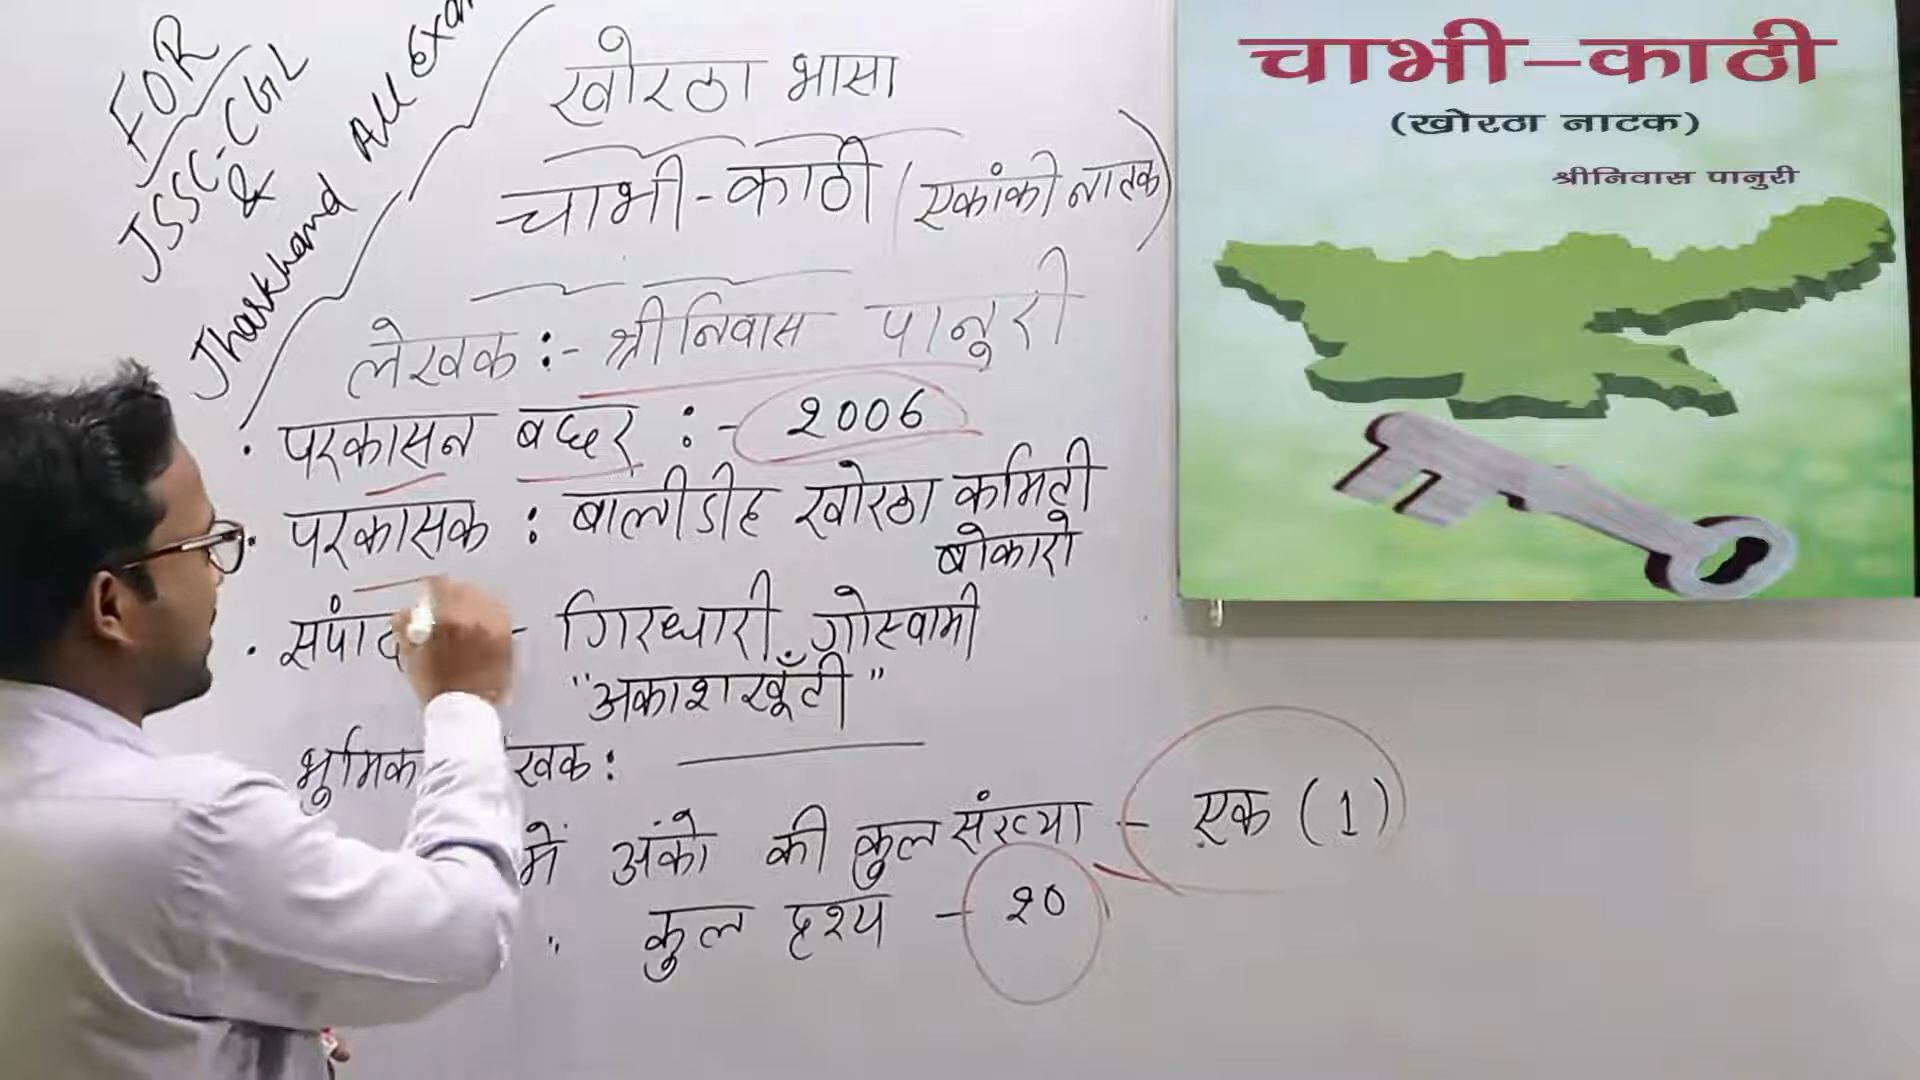 FOR
JSSC-CGL
&
Jharkhand All Exam
खोरठा भासा
चाभी-काठी (एकांकी नाटक)
लेखक :- श्रीनिवास पानुरी
• परकासन बछर :- 2006
• परकासक : बालीडीह खोरठा कमिटी
बोकारो
• संपाद - गिरधारी गोस्वामी
"अकाशखूँटी"
भुमिक खक :
में अंको की कुल संख्या - एक (1)
" कुल दृश्य - 20
चाभी-काठी
(खोरठा नाटक)
श्रीनिवास पानुरी